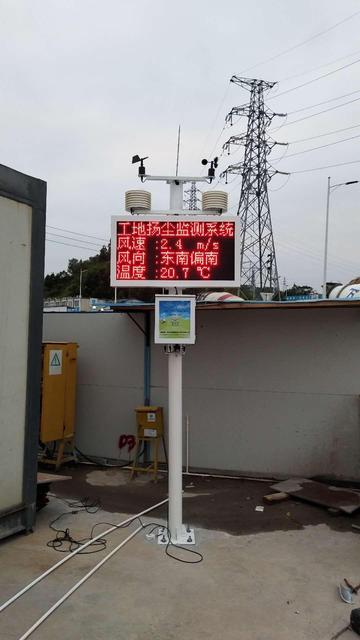 工地扬尘监测系统
风速:2.4 m/s
风向:东南偏南
温度:20.7 ℃